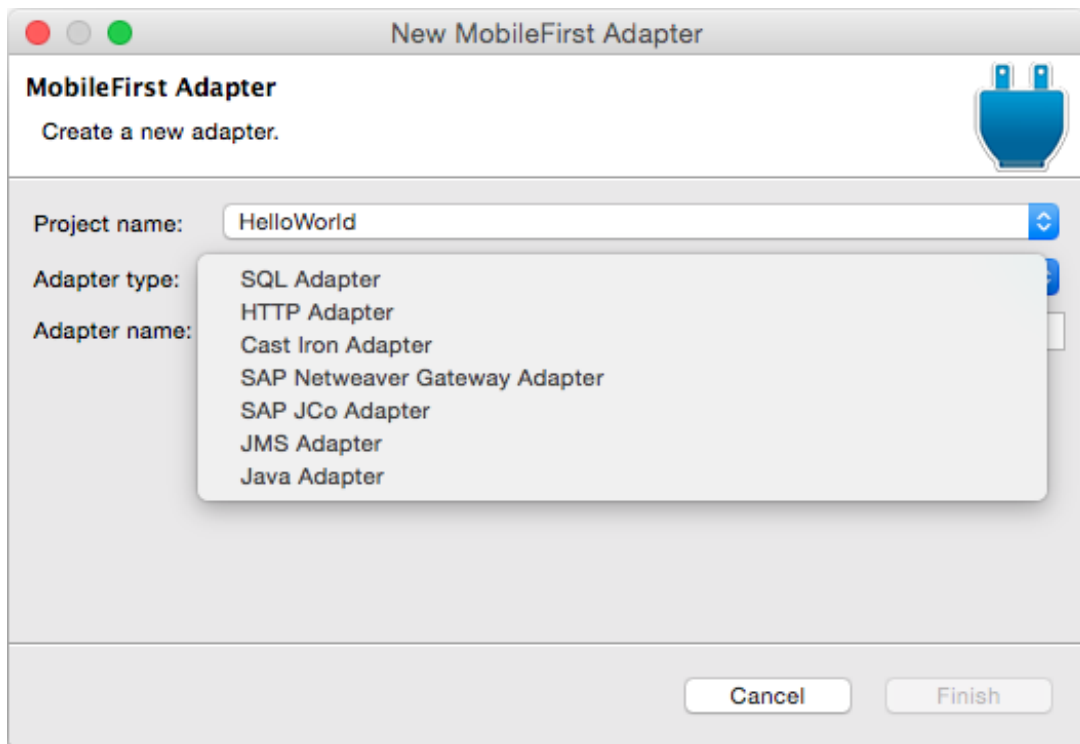 New MobileFirst Adapter
MobileFirst Adapter
Create a new adapter.
Project name: HelloWorld
Adapter type:
SQL Adapter
HTTP Adapter
Adapter name:
Cast Iron Adapter
SAP Netweaver Gateway Adapter
SAP JCo Adapter
JMS Adapter
Java Adapter
Cancel Finish